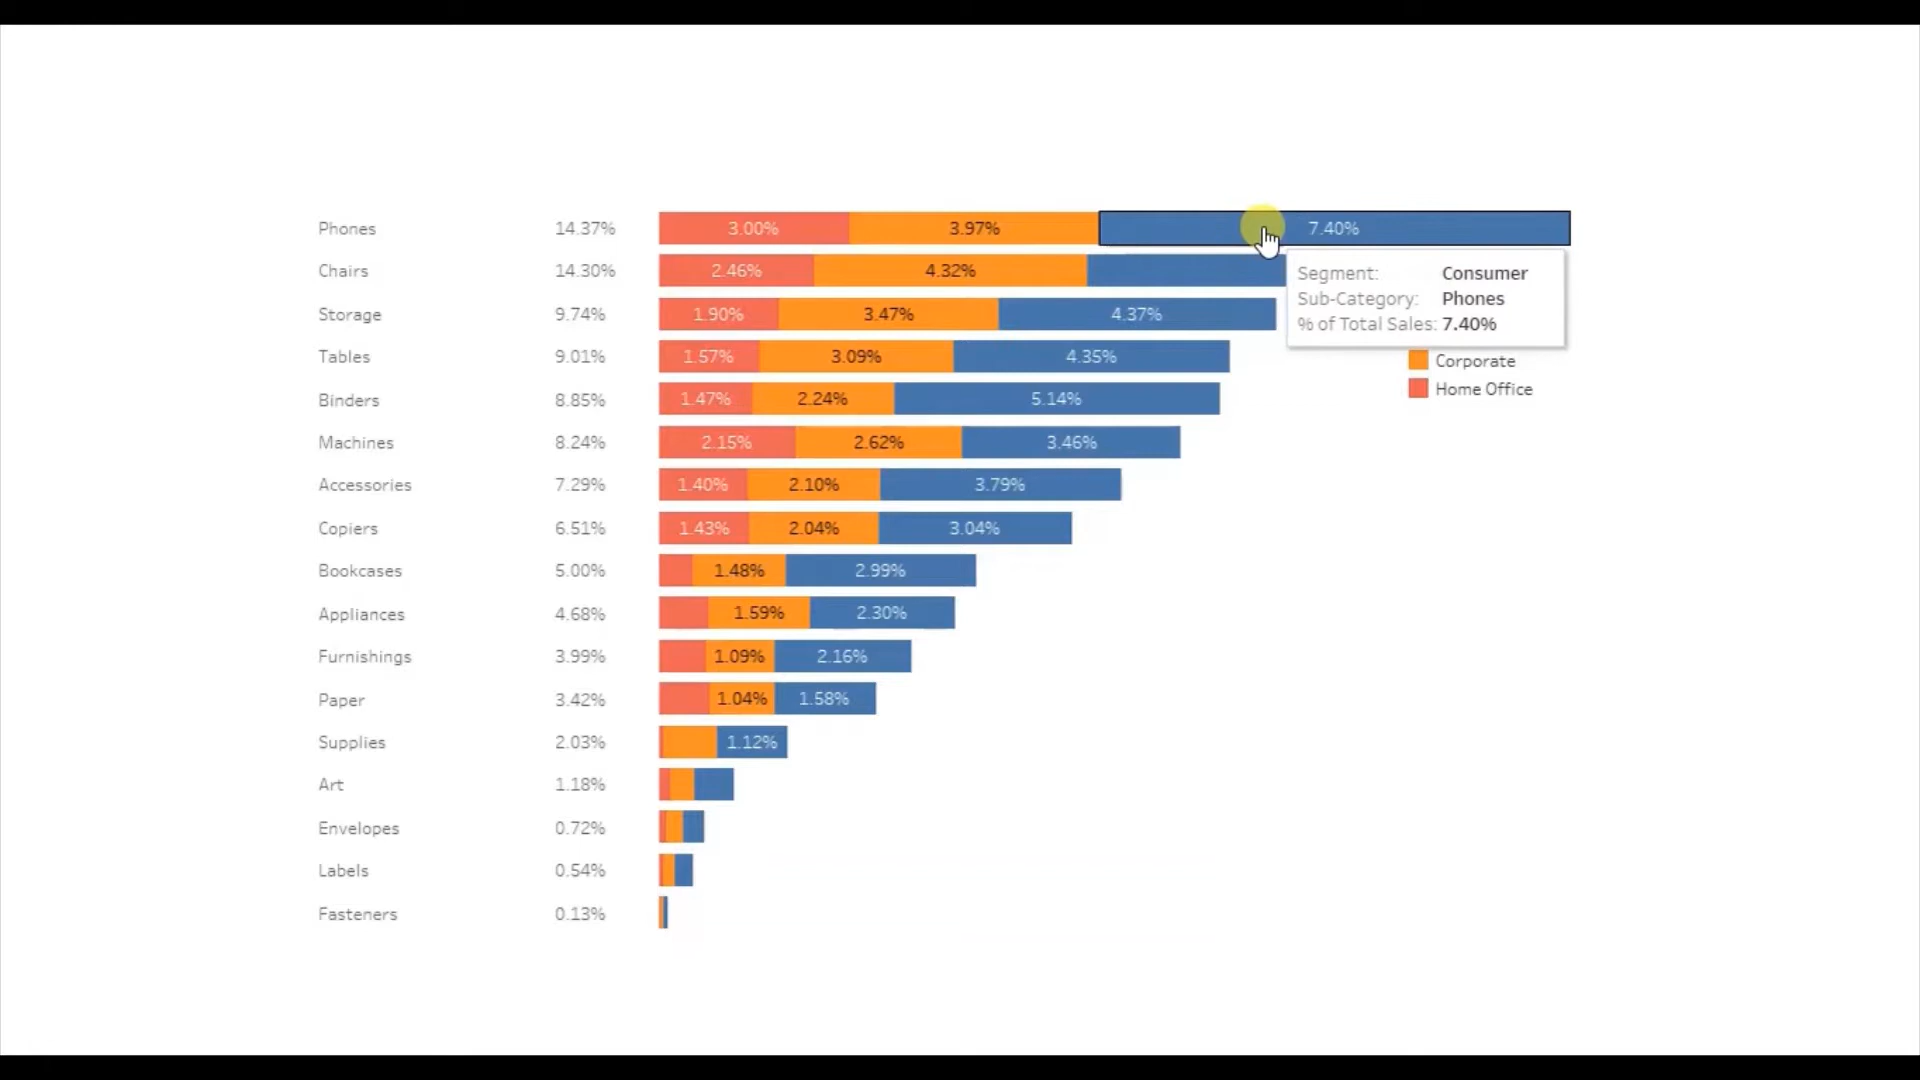 Phones 14.37% 3.00% 3.97% 7.40%
Chairs 14.30% 2.46% 4.32%
Segment: Consumer
Sub-Category: Phones
% of Total Sales: 7.40%
Storage 9.74% 1.90% 3.47% 4.37%
Tables 9.01% 1.57% 3.09% 4.35%
Corporate
Home Office
Binders 8.85% 1.47% 2.24% 5.14%
Machines 8.24% 2.15% 2.62% 3.46%
Accessories 7.29% 1.40% 2.10% 3.79%
Copiers 6.51% 1.43% 2.04% 3.04%
Bookcases 5.00% 1.48% 2.99%
Appliances 4.68% 1.59% 2.30%
Furnishings 3.99% 1.09% 2.16%
Paper 3.42% 1.04% 1.58%
Supplies 2.03% 1.12%
Art 1.18%
Envelopes 0.72%
Labels 0.54%
Fasteners 0.13%